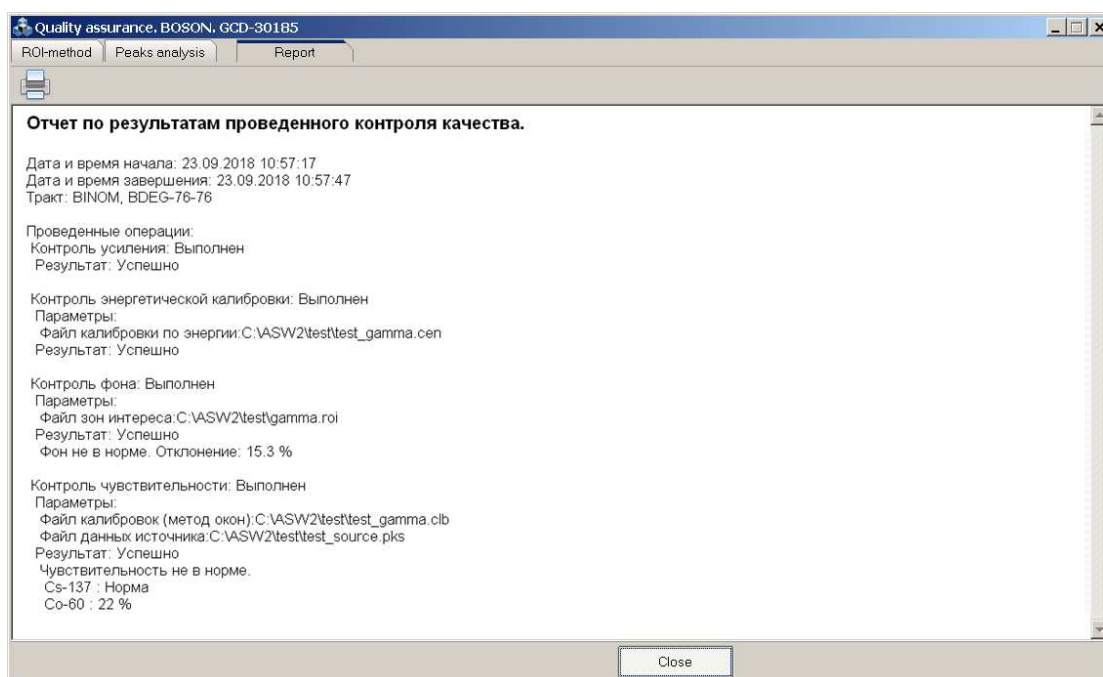 Quality assurance. BOSON. GCD-30185
ROI-method Peaks analysis Report
Отчет по результатам проведенного контроля качества.
Дата и время начала: 23.09.2018 10:57:17
Дата и время завершения: 23.09.2018 10:57:47
Тракт: BINOM, BDEG-76-76
Проведенные операции:
Контроль усиления: Выполнен
Результат: Успешно
Контроль энергетической калибровки: Выполнен
Параметры:
Файл калибровки по энергии:C:\ASW2\test\test_gamma.cen
Результат: Успешно
Контроль фона: Выполнен
Параметры:
Файл зон интереса:C:\ASW2\test\gamma.roi
Результат: Успешно
Фон не в норме. Отклонение: 15.3 %
Контроль чувствительности: Выполнен
Параметры:
Файл калибровок (метод окон):C:\ASW2\test\test_gamma.clb
Файл данных источника:C:\ASW2\test\test_source.pks
Результат: Успешно
Чувствительность не в норме.
Cs-137 : Норма
Co-60 : 22 %
Close